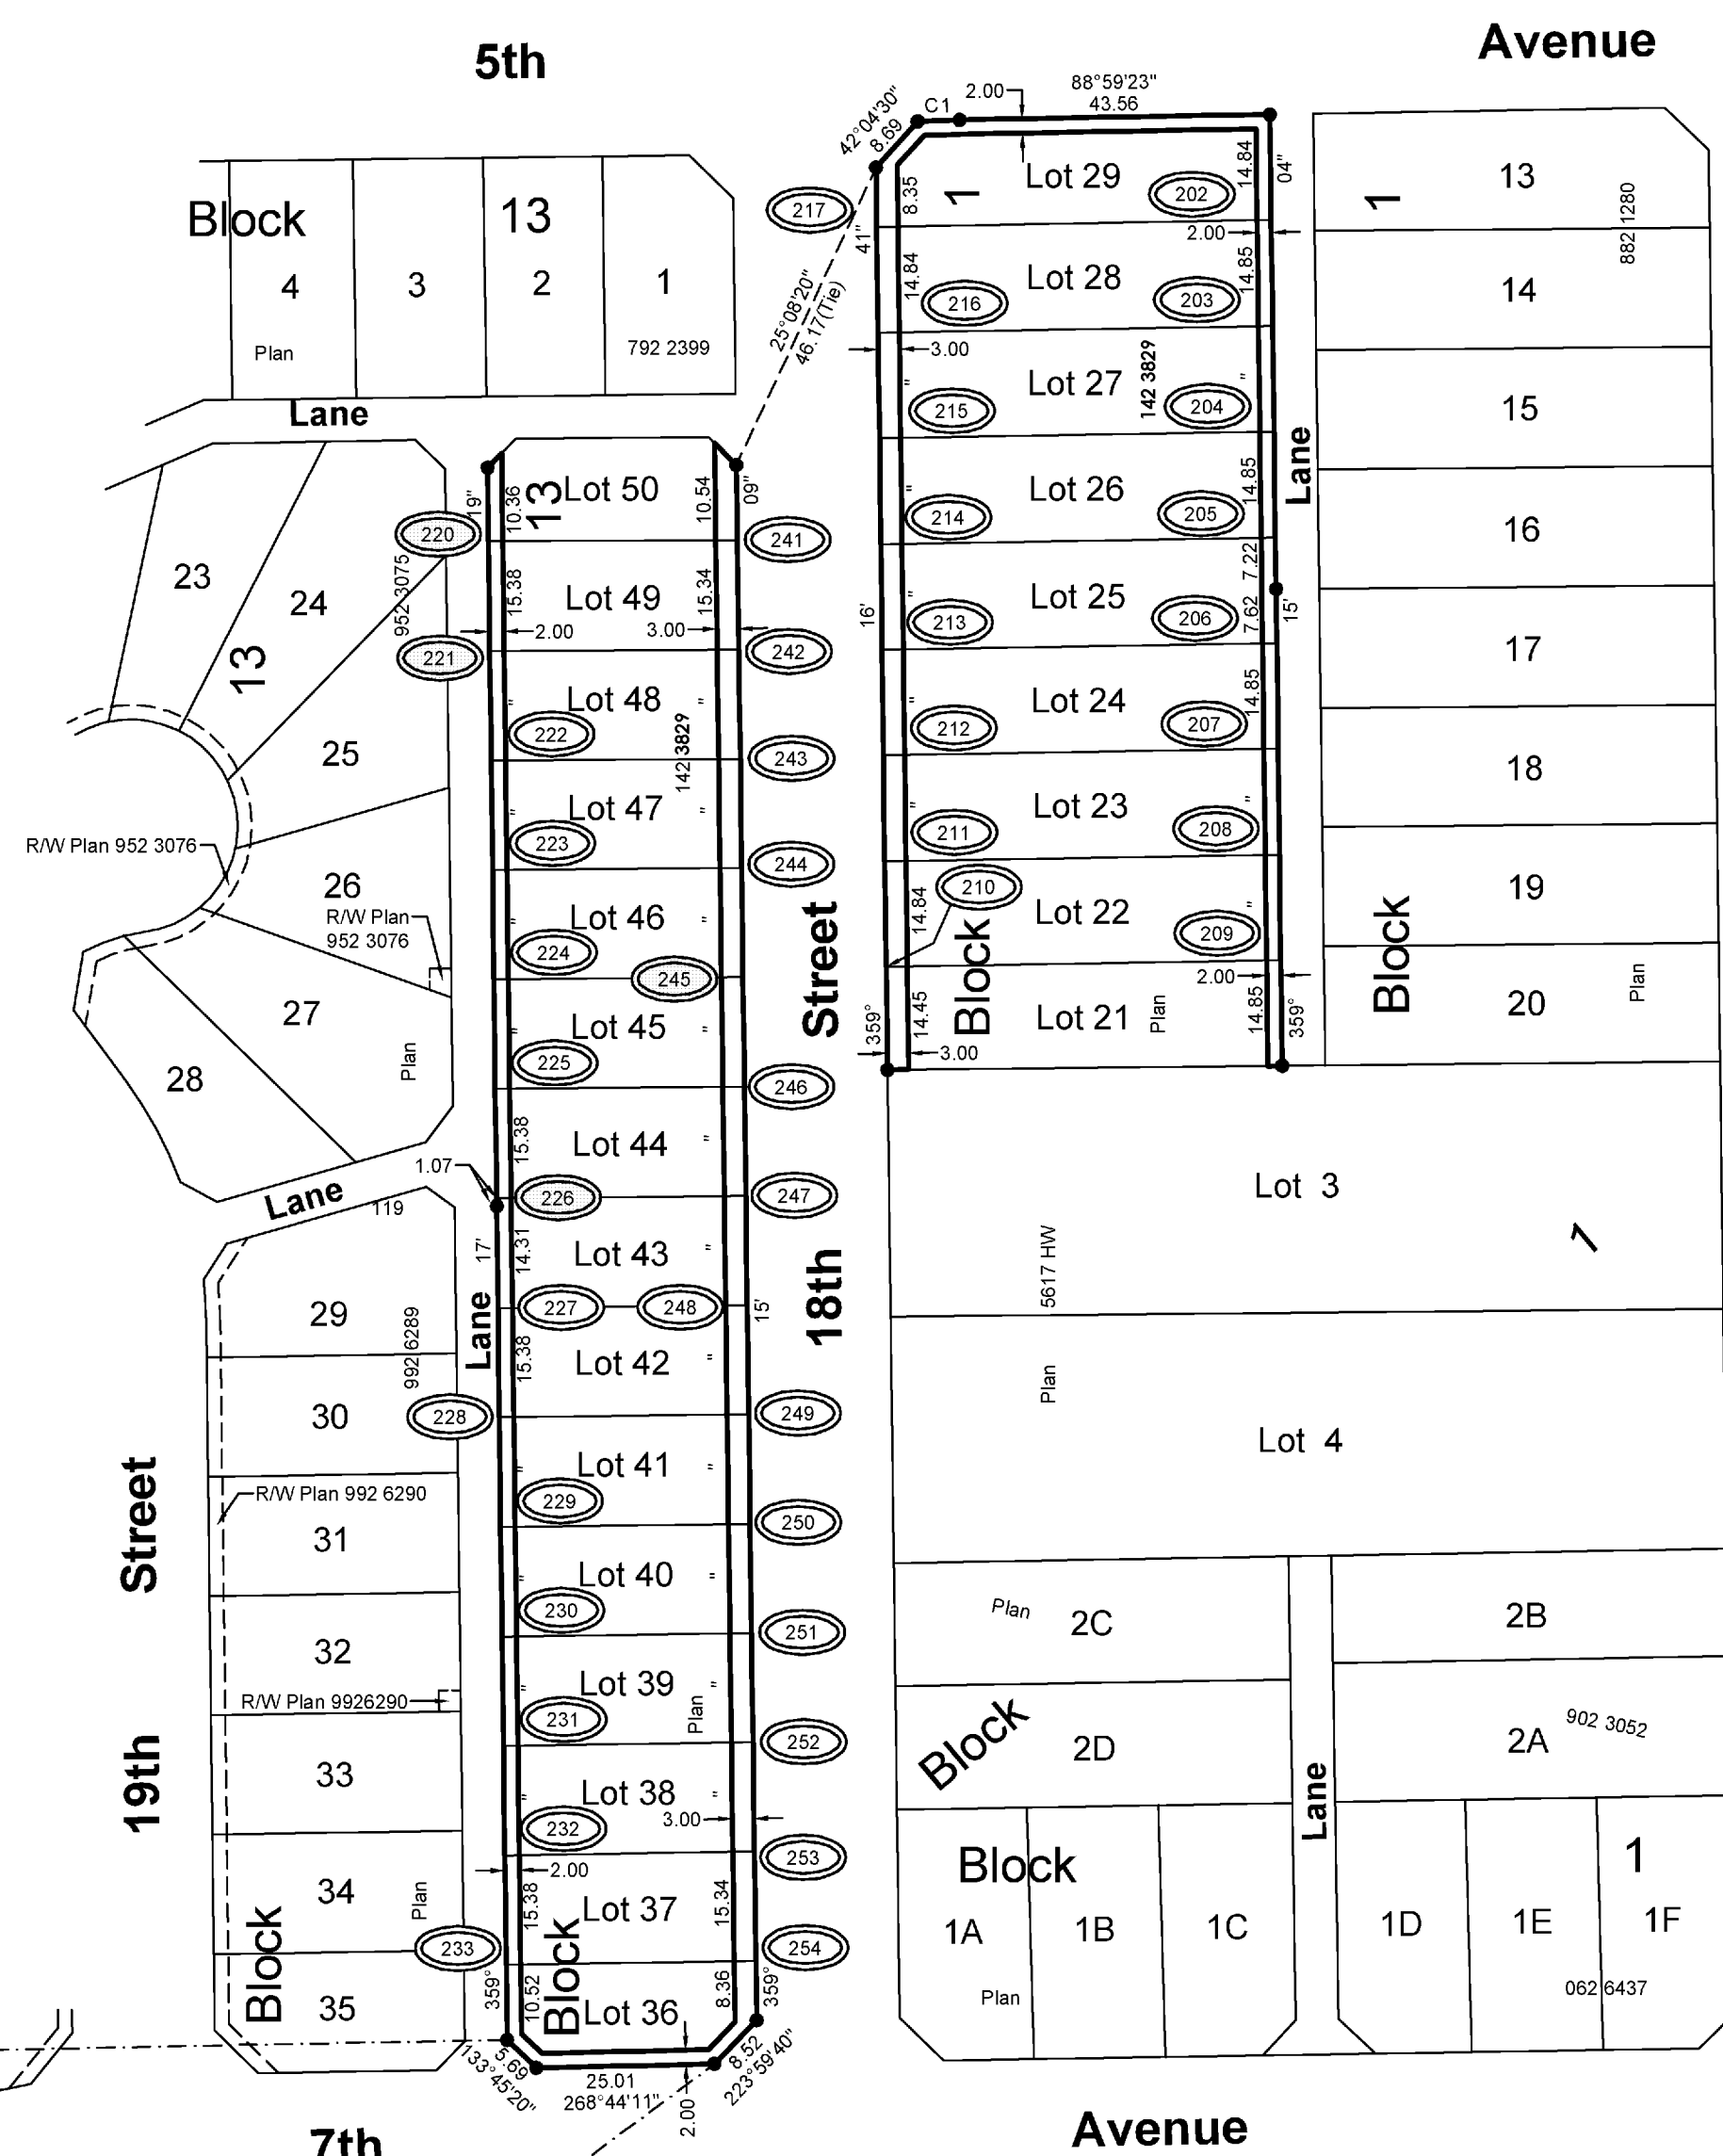 5th
Avenue
Block
13
4
3
2
1
Plan
792 2399
Lane
217
42°04'30"
8.69
C1
2.00
88°59'23"
43.56
25°08'20"
46.17(Tie)
8.35
1
Lot 29
202
14.84
04"
41"
14.84
Lot 28
216
203
2.00
14.85
3.00
"
Lot 27
142 3829
215
204
"
"
Lot 26
214
205
14.85
Lane
"
Lot 25
213
206
7.22
7.62
15'
16'
"
Lot 24
212
207
14.85
"
Lot 23
211
208
"
210
14.84
Lot 22
209
"
Block
2.00
359°
14.45
Lot 21
Plan
14.85
359°
3.00
1
13
882 1280
14
15
16
17
18
19
20
Block
Plan
23
24
13
25
26
27
28
952 3075
R/W Plan 952 3076
R/W Plan
952 3076
Plan
220
221
19"
10.36
13
Lot 50
10.54
09"
241
15.38
Lot 49
15.34
2.00
3.00
242
"
Lot 48
"
222
142 3829
243
"
Lot 47
"
223
244
"
Lot 46
"
224
245
"
Lot 45
"
225
246
15.38
Lot 44
"
1.07
226
247
17'
14.31
Lot 43
"
227
248
15'
15.38
Lot 42
"
228
249
"
Lot 41
"
229
250
"
Lot 40
"
230
251
"
Lot 39
"
231
Plan
252
"
Lot 38
"
232
3.00
253
2.00
15.38
Lot 37
15.34
233
254
359°
10.52
Block
Lot 36
8.36
359°
5.69
133°45'20"
25.01
268°44'11"
2.00
8.52
223°59'40"
Street
18th
Lane
Lane
119
29
992 6289
30
R/W Plan 992 6290
31
32
R/W Plan 9926290
33
34
Plan
35
Block
Street
19th
Lot 3
1
5617 HW
Plan
Lot 4
Plan
2C
2B
Block
2D
2A
902 3052
Lane
Block
1
1A
1B
1C
1D
1E
1F
Plan
062 6437
7th
Avenue